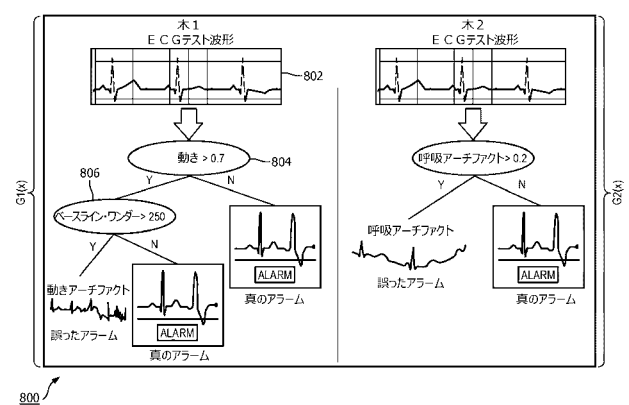 木1
ECGテスト波形
802
動き > 0.7
804
Y
N
806
ベースライン・ワンダー> 250
Y
N
動きアーチファクト
誤ったアラーム
ALARM
真のアラーム
ALARM
真のアラーム
G1(x)
木2
ECGテスト波形
呼吸アーチファクト> 0.2
Y
N
呼吸アーチファクト
誤ったアラーム
ALARM
真のアラーム
G2(x)
800